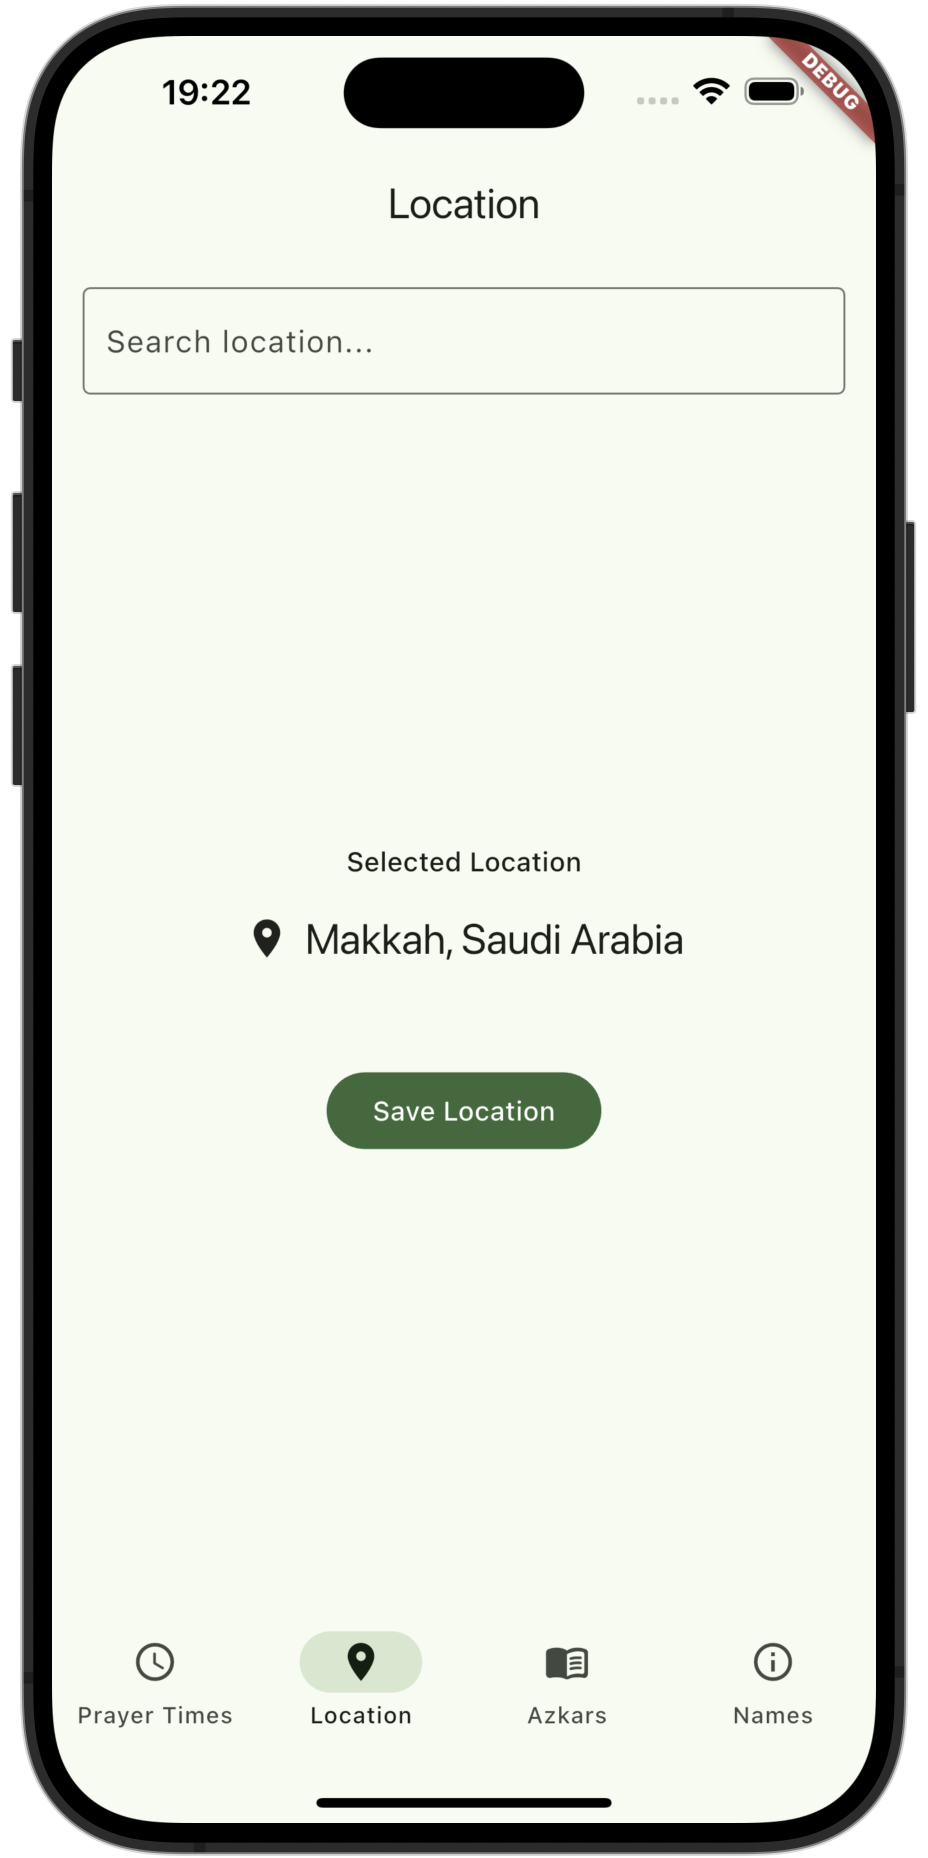 19:22
DEBUG
Location
Search location...
Selected Location
Makkah, Saudi Arabia
Save Location
Prayer Times
Location
Azkars
Names